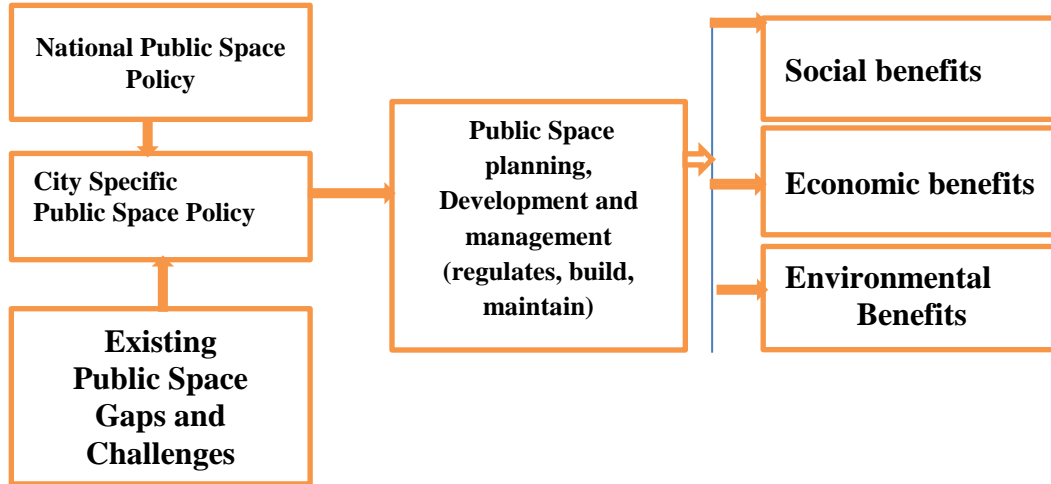 National Public Space
Policy
City Specific
Public Space Policy
Existing
Public Space
Gaps and
Challenges
Public Space
planning,
Development and
management
(regulates, build,
maintain)
Social benefits
Economic benefits
Environmental
Benefits